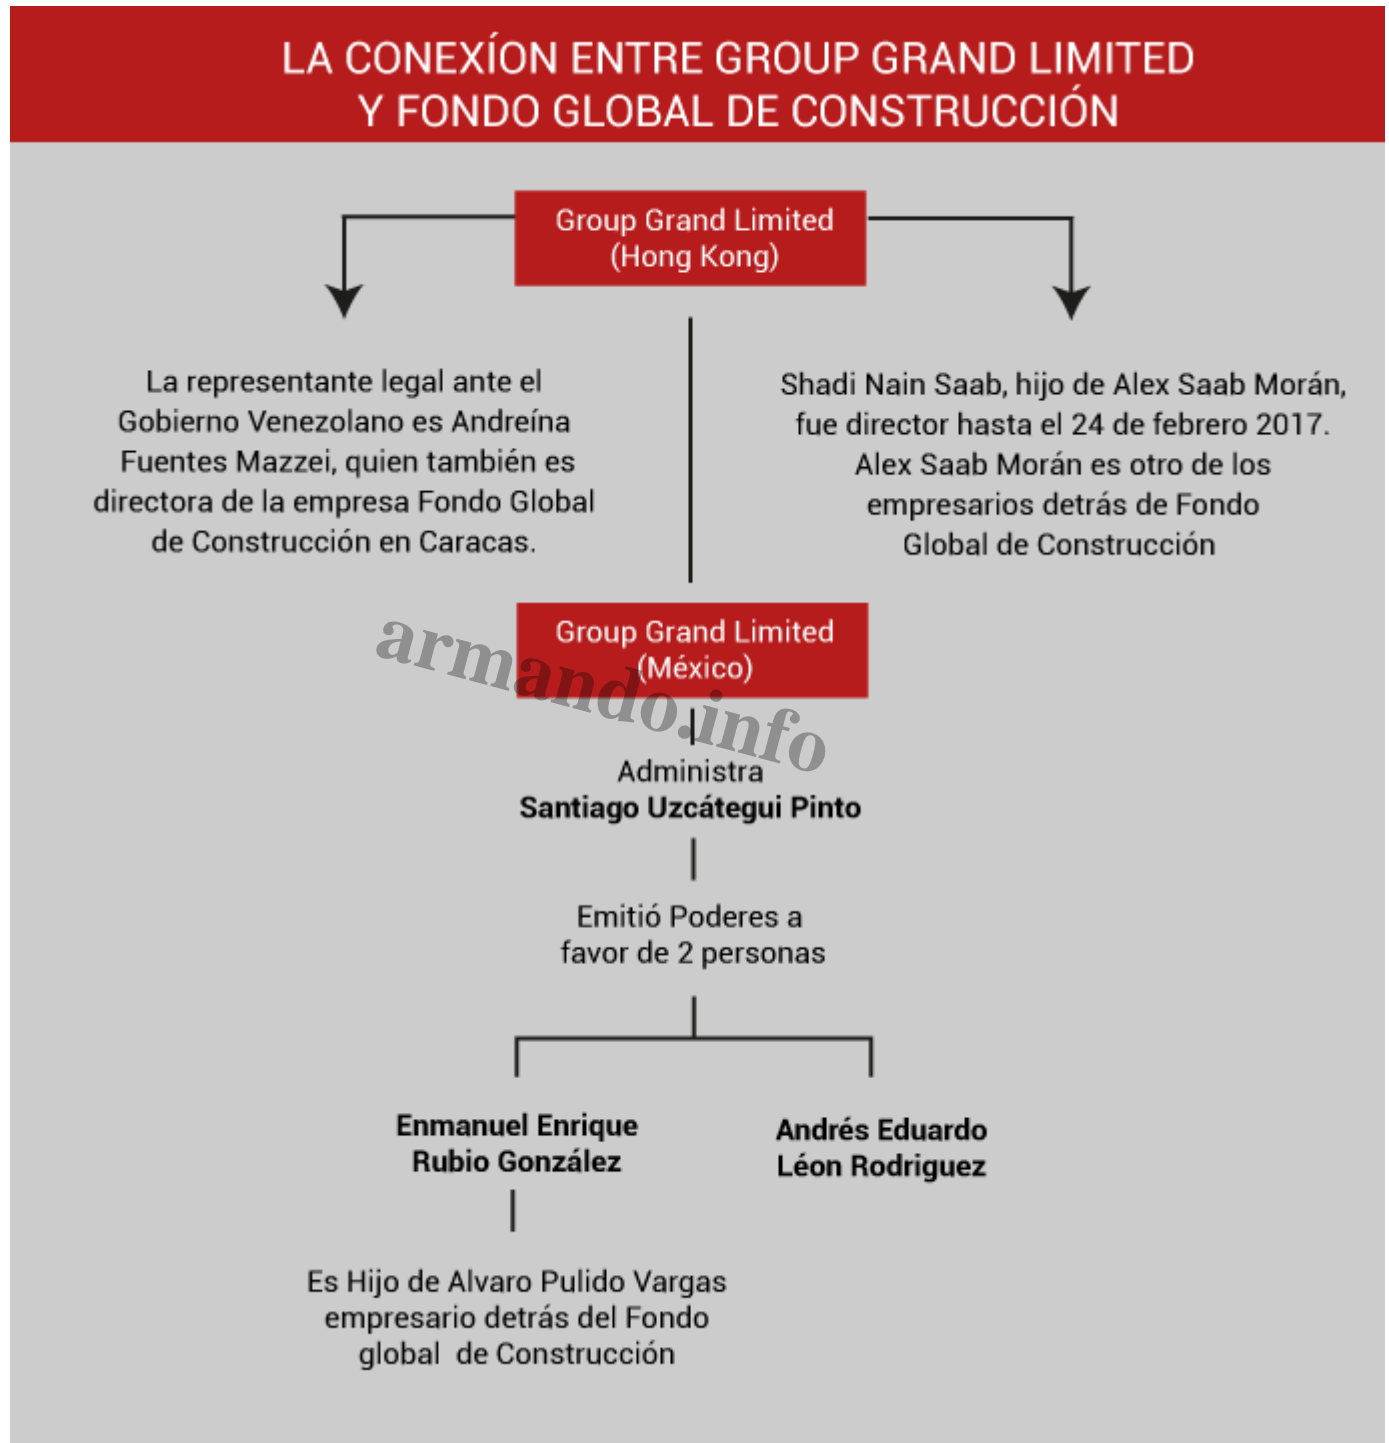 LA CONEXÍON ENTRE GROUP GRAND LIMITED
Y FONDO GLOBAL DE CONSTRUCCIÓN
Group Grand Limited
(Hong Kong)
La representante legal ante el
Gobierno Venezolano es Andreína
Fuentes Mazzei, quien también es
directora de la empresa Fondo Global
de Construcción en Caracas.
Shadi Nain Saab, hijo de Alex Saab Morán,
fue director hasta el 24 de febrero 2017.
Alex Saab Morán es otro de los
empresarios detrás de Fondo
Global de Construcción
Group Grand Limited
(México)
armando.info
Administra
Santiago Uzcátegui Pinto
Emitió Poderes a
favor de 2 personas
Enmanuel Enrique
Rubio González
Andrés Eduardo
Léon Rodriguez
Es Hijo de Alvaro Pulido Vargas
empresario detrás del Fondo
global de Construcción